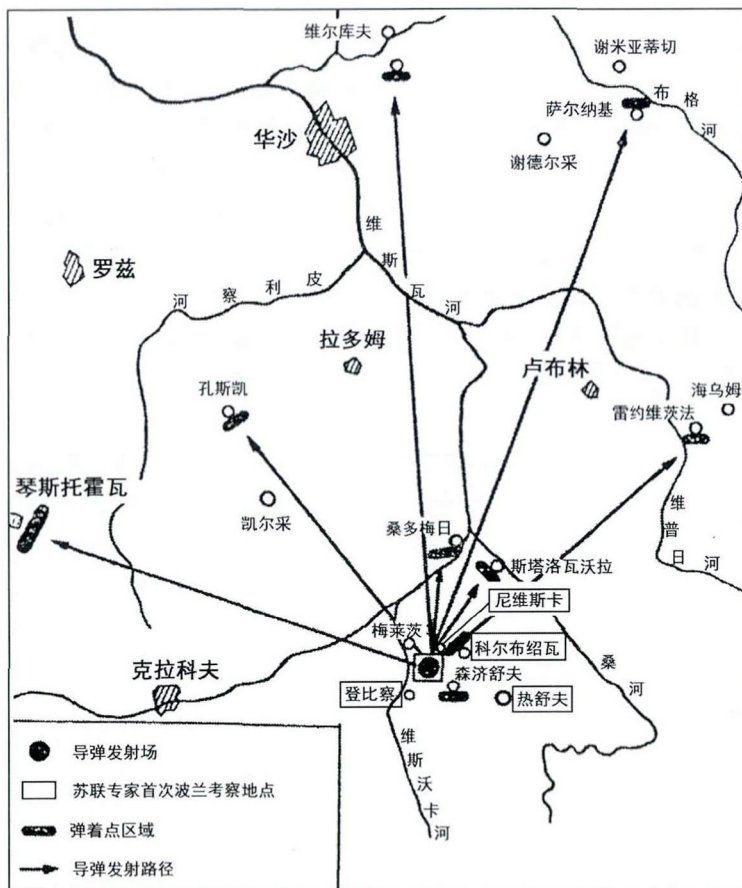 维尔库夫
谢米亚蒂切
布格河
萨尔纳基
华沙
谢德尔采
维斯瓦河
罗兹
河察利皮
拉多姆
卢布林
孔斯凯
海乌姆
雷约维茨法
琴斯托霍瓦
凯尔采
桑多梅日
维普日河
斯塔洛瓦沃拉
尼维斯卡
梅莱茨
科尔布绍瓦
克拉科夫
森济舒夫
桑河
登比察
热舒夫
维斯沃卡河
导弹发射场
苏联专家首次波兰考察地点
弹着点区域
导弹发射路径